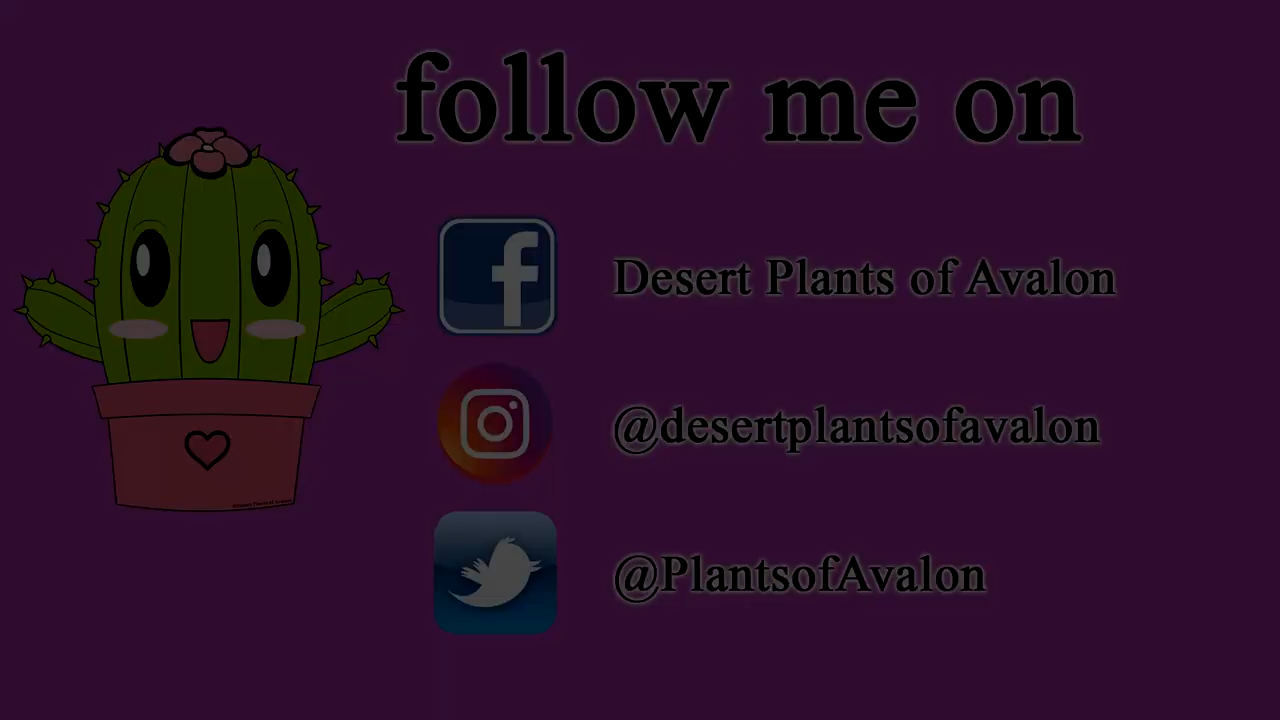 follow me on
Desert Plants of Avalon
@desertplantsofavalon
@PlantsofAvalon